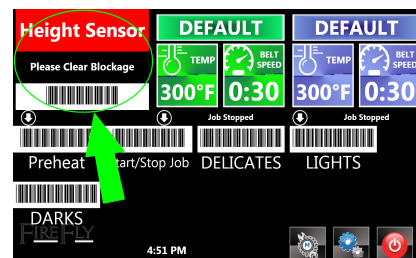 Height Sensor
Please Clear Blockage
DEFAULT
TEMP
BELT SPEED
300°F
0:30
DEFAULT
TEMP
BELT SPEED
300°F
0:30
Job Stopped
Job Stopped
Preheat
Start/Stop Job
DELICATES
LIGHTS
DARKS
FIREFLY
4:51 PM
N